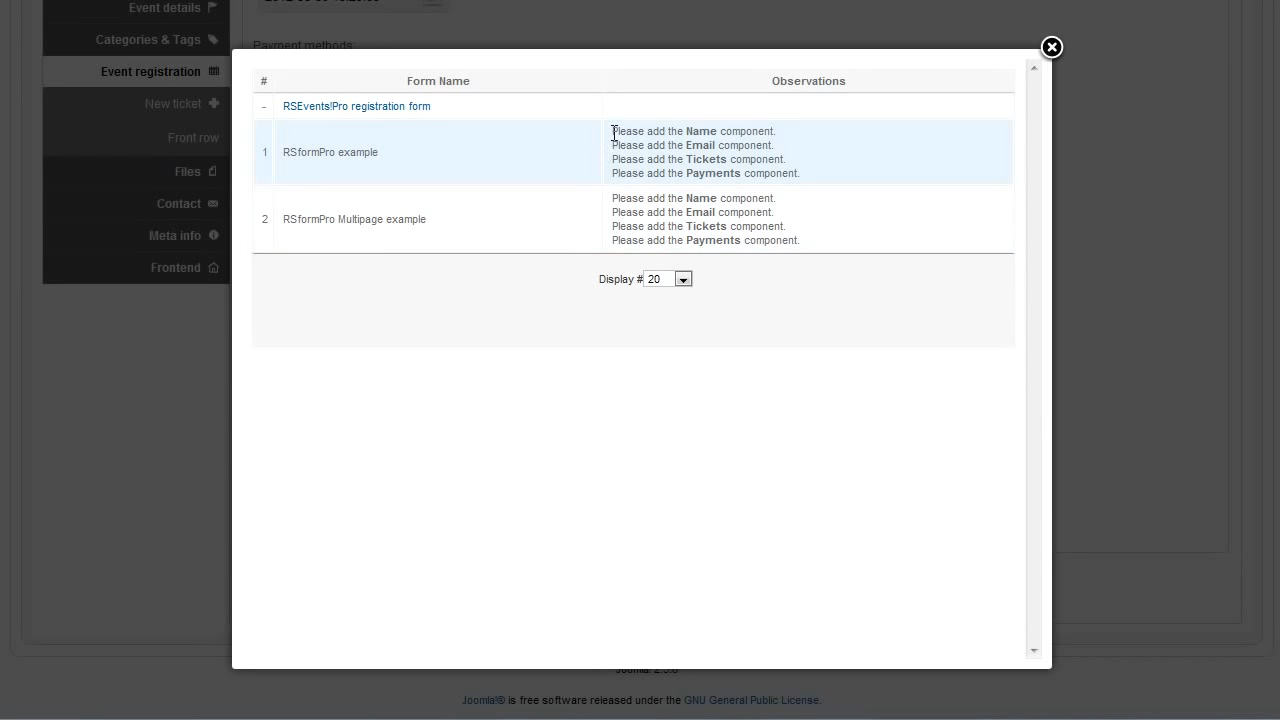 Event details
Categories & Tags
Payment methods:
Event registration
New ticket
Front row
Files
Contact
Meta info
Frontend
# Form Name Observations
- RSEvents!Pro registration form
1 RSformPro example
Please add the Name component.
Please add the Email component.
Please add the Tickets component.
Please add the Payments component.
2 RSformPro Multipage example
Please add the Name component.
Please add the Email component.
Please add the Tickets component.
Please add the Payments component.
Display # 20
Joomla!® is free software released under the GNU General Public License.